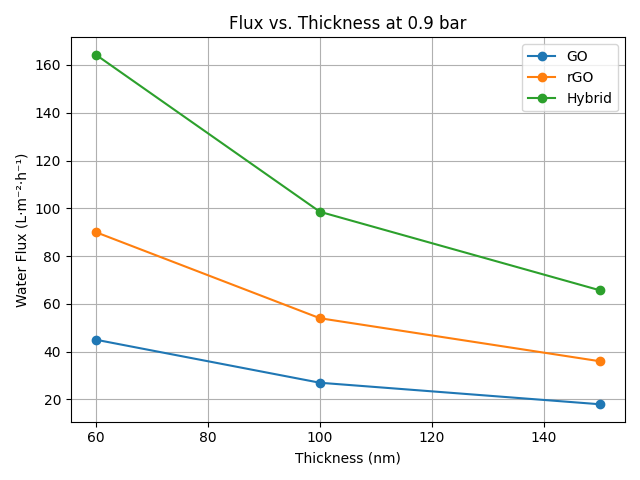 Flux vs. Thickness at 0.9 bar
GO
rGO
Hybrid
Water Flux (L·m⁻²·h⁻¹)
160
140
120
100
80
60
40
20
60 80 100 120 140
Thickness (nm)